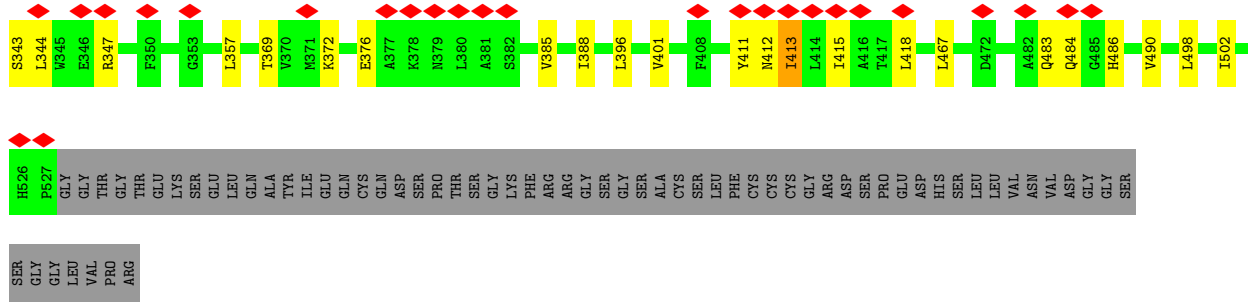 S343 L344 W345 E346 R347 F350 G353 L357 T369 V370 M371 K372 E376 A377 K378 N379 L380 A381 S382 V385 I388 L396 V401 F408 Y411 N412 I413 L414 I415 A416 T417 L418 L467 D472 A482 Q483 Q484 G485 H486 V490 L498 I502
H526 P527 GLY GLY THR GLY THR GLU LYS SER GLU LEU GLN ALA TYR ILE GLU GLN CYS GLN ASP SER PRO THR SER GLY LYS PHE ARG ARG GLY SER GLY SER ALA CYS SER LEU PHE CYS CYS CYS GLY ARG ASP SER PRO GLU ASP HIS SER LEU LEU VAL ASN VAL ASP GLY GLY SER
SER GLY GLY LEU VAL PRO ARG